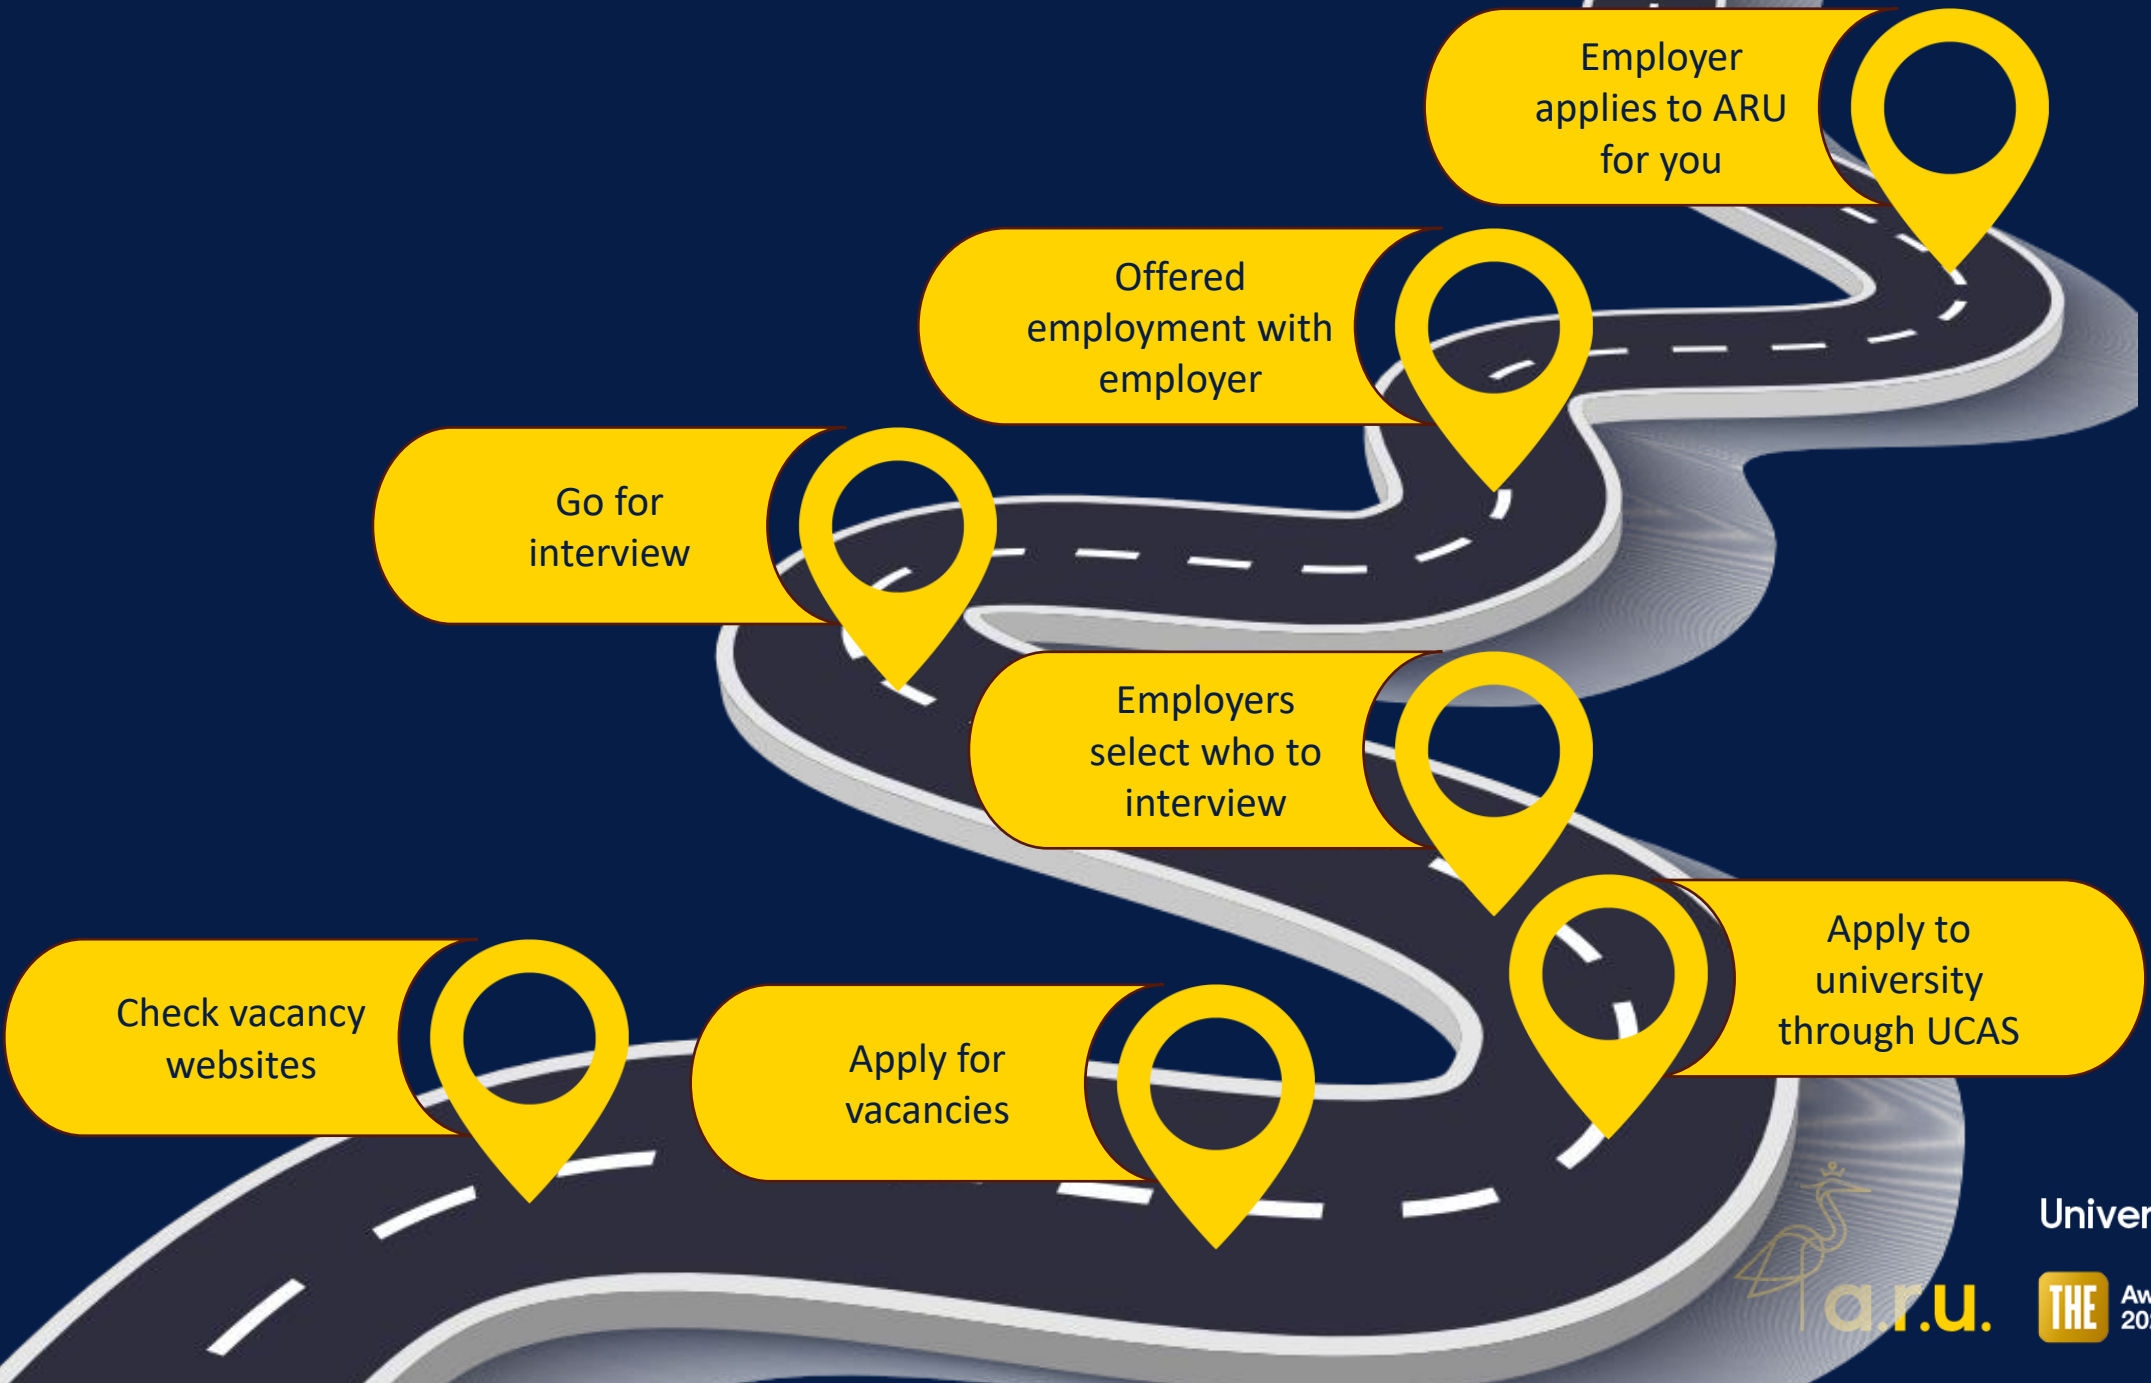 Employer
applies to ARU
for you
Offered
employment with
employer
Go for
interview
Employers
select who to
interview
Apply to
university
through UCAS
Check vacancy
websites
Apply for
vacancies
a.r.u.
THE